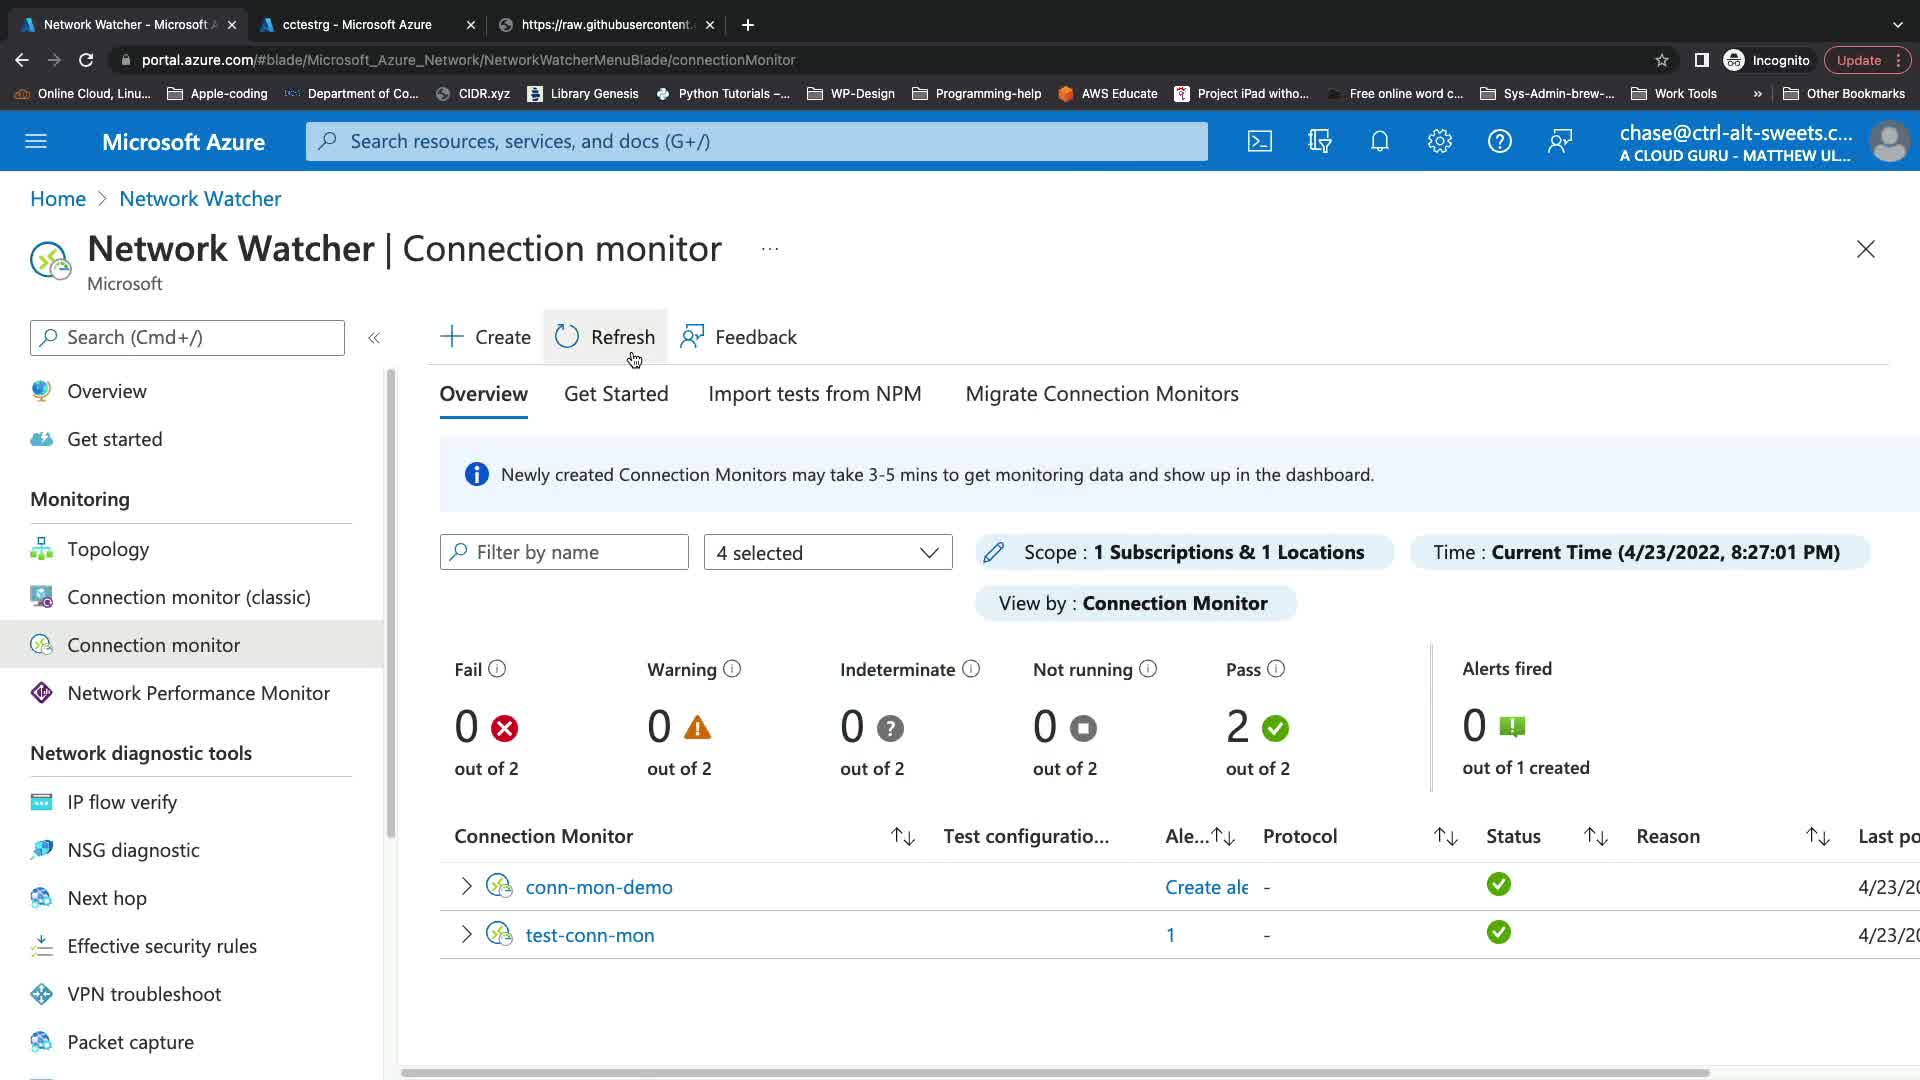 Network Watcher - Microsoft A
cctestrg - Microsoft Azure
https://raw.githubusercontent.
portal.azure.com/#blade/Microsoft_Azure_Network/NetworkWatcherMenuBlade/connectionMonitor
Incognito
Update
Online Cloud, Linu...
Apple-coding
Department of Co...
CIDR.xyz
Library Genesis
Python Tutorials –...
WP-Design
Programming-help
AWS Educate
Project iPad witho...
Free online word c...
Sys-Admin-brew-...
Work Tools
»
Other Bookmarks
Microsoft Azure
Search resources, services, and docs (G+/)
chase@ctrl-alt-sweets.c...
A CLOUD GURU - MATTHEW UL...
Home > Network Watcher
Network Watcher | Connection monitor ...
Microsoft
Search (Cmd+/)
«
Overview
Get started
Monitoring
Topology
Connection monitor (classic)
Connection monitor
Network Performance Monitor
Network diagnostic tools
IP flow verify
NSG diagnostic
Next hop
Effective security rules
VPN troubleshoot
Packet capture
Create
Refresh
Feedback
Overview
Get Started
Import tests from NPM
Migrate Connection Monitors
Newly created Connection Monitors may take 3-5 mins to get monitoring data and show up in the dashboard.
Filter by name
4 selected
Scope : 1 Subscriptions & 1 Locations
Time : Current Time (4/23/2022, 8:27:01 PM)
View by : Connection Monitor
Fail
0
out of 2
Warning
0
out of 2
Indeterminate
0
out of 2
Not running
0
out of 2
Pass
2
out of 2
Alerts fired
0
out of 1 created
Connection Monitor Test configuratio... Ale... Protocol Status Reason Last po
conn-mon-demo Create ale - 4/23/20
test-conn-mon 1 - 4/23/20